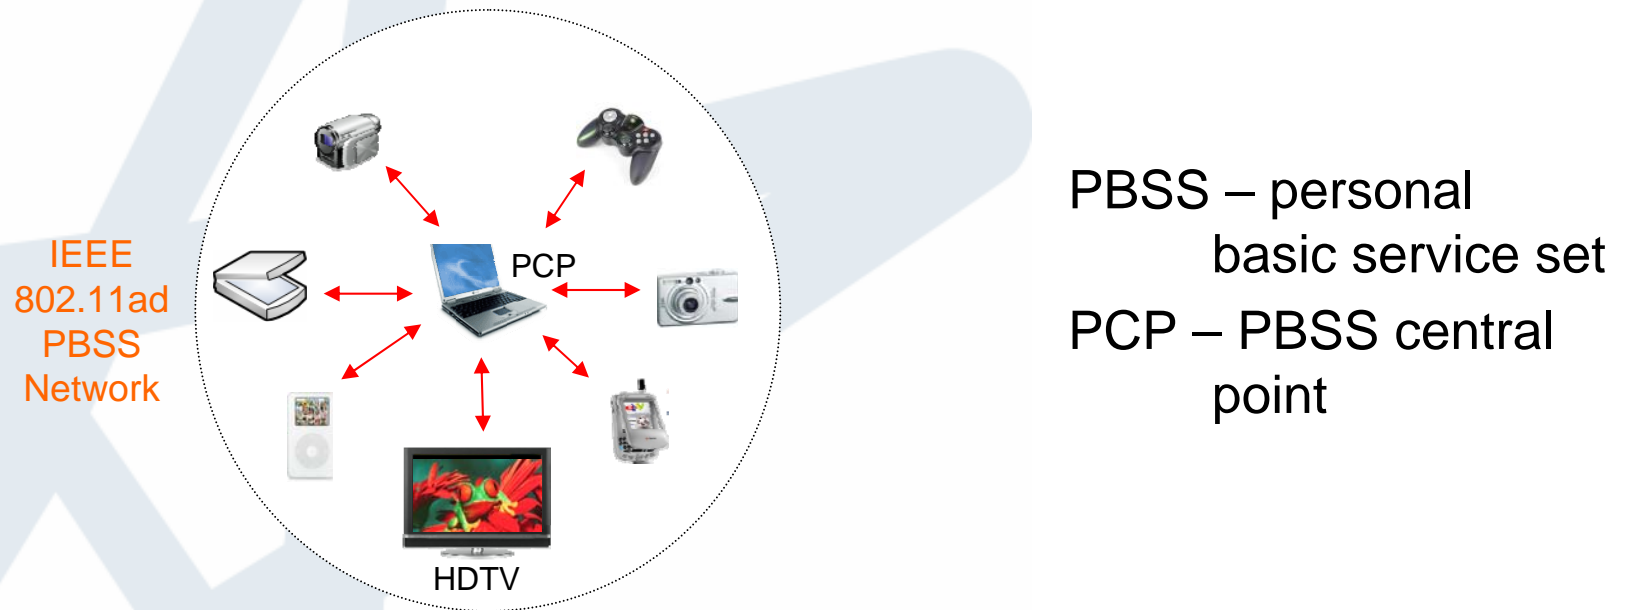 IEEE
802.11ad
PBSS
Network
PCP
HDTV
PBSS – personal
basic service set
PCP – PBSS central
point